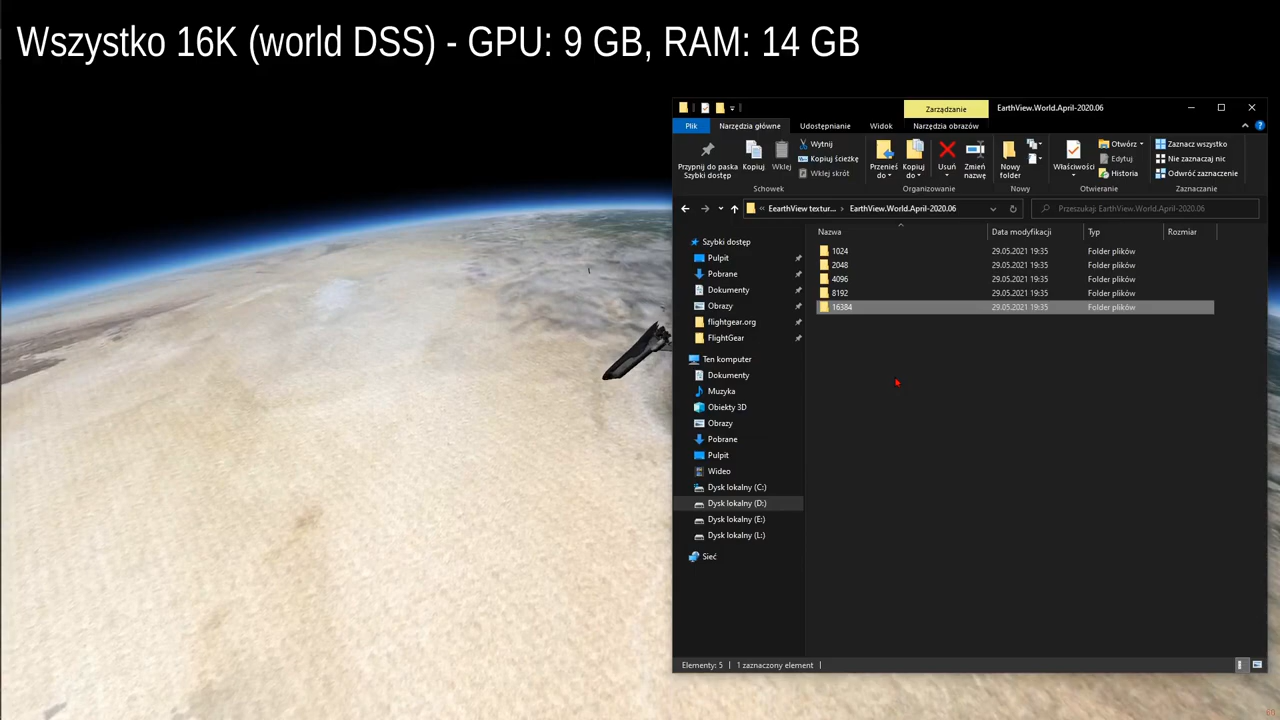 Wszystko 16K (world DSS) - GPU: 9 GB, RAM: 14 GB
Zarządzanie
EarthView.World.April-2020.06
Plik
Narzędzia główne
Udostępnianie
Widok
Narzędzia obrazów
Przypnij do paska
Szybki dostęp
Kopiuj
Wklej
Wytnij
Kopiuj ścieżkę
Wklej skrót
Schowek
Przenieś
do
Kopiuj
do
Usuń
Zmień
nazwę
Organizowanie
Nowy
folder
Nowy
Właściwości
Otwórz
Edytuj
Historia
Otwieranie
Zaznacz wszystko
Nie zaznaczaj nic
Odwróć zaznaczenie
Zaznaczanie
« EearthView textur... > EarthView.World.April-2020.06
Przeszukaj: EarthView.World.April-2020.06
Szybki dostęp
Pulpit
Pobrane
Dokumenty
Obrazy
flightgear.org
FlightGear
Ten komputer
Dokumenty
Muzyka
Obiekty 3D
Obrazy
Pobrane
Pulpit
Wideo
Dysk lokalny (C:)
Dysk lokalny (D:)
Dysk lokalny (E:)
Dysk lokalny (L:)
Sieć
Nazwa Data modyfikacji Typ Rozmiar
1024 29.05.2021 19:35 Folder plików
2048 29.05.2021 19:35 Folder plików
4096 29.05.2021 19:35 Folder plików
8192 29.05.2021 19:35 Folder plików
16384 29.05.2021 19:35 Folder plików
Elementy: 5 1 zaznaczony element